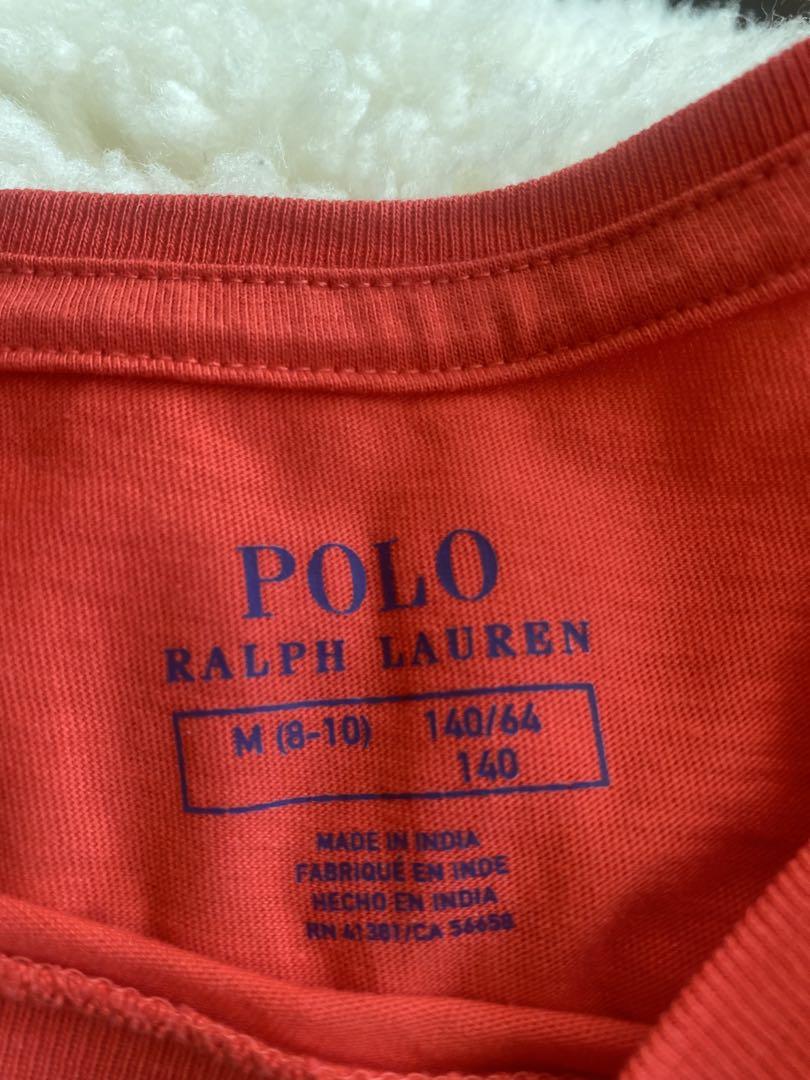 POLO
RALPH LAUREN
M (8-10) 140/64
140
MADE IN INDIA
FABRIQUÉ EN INDE
HECHO EN INDIA
RN 41381/CA 56658